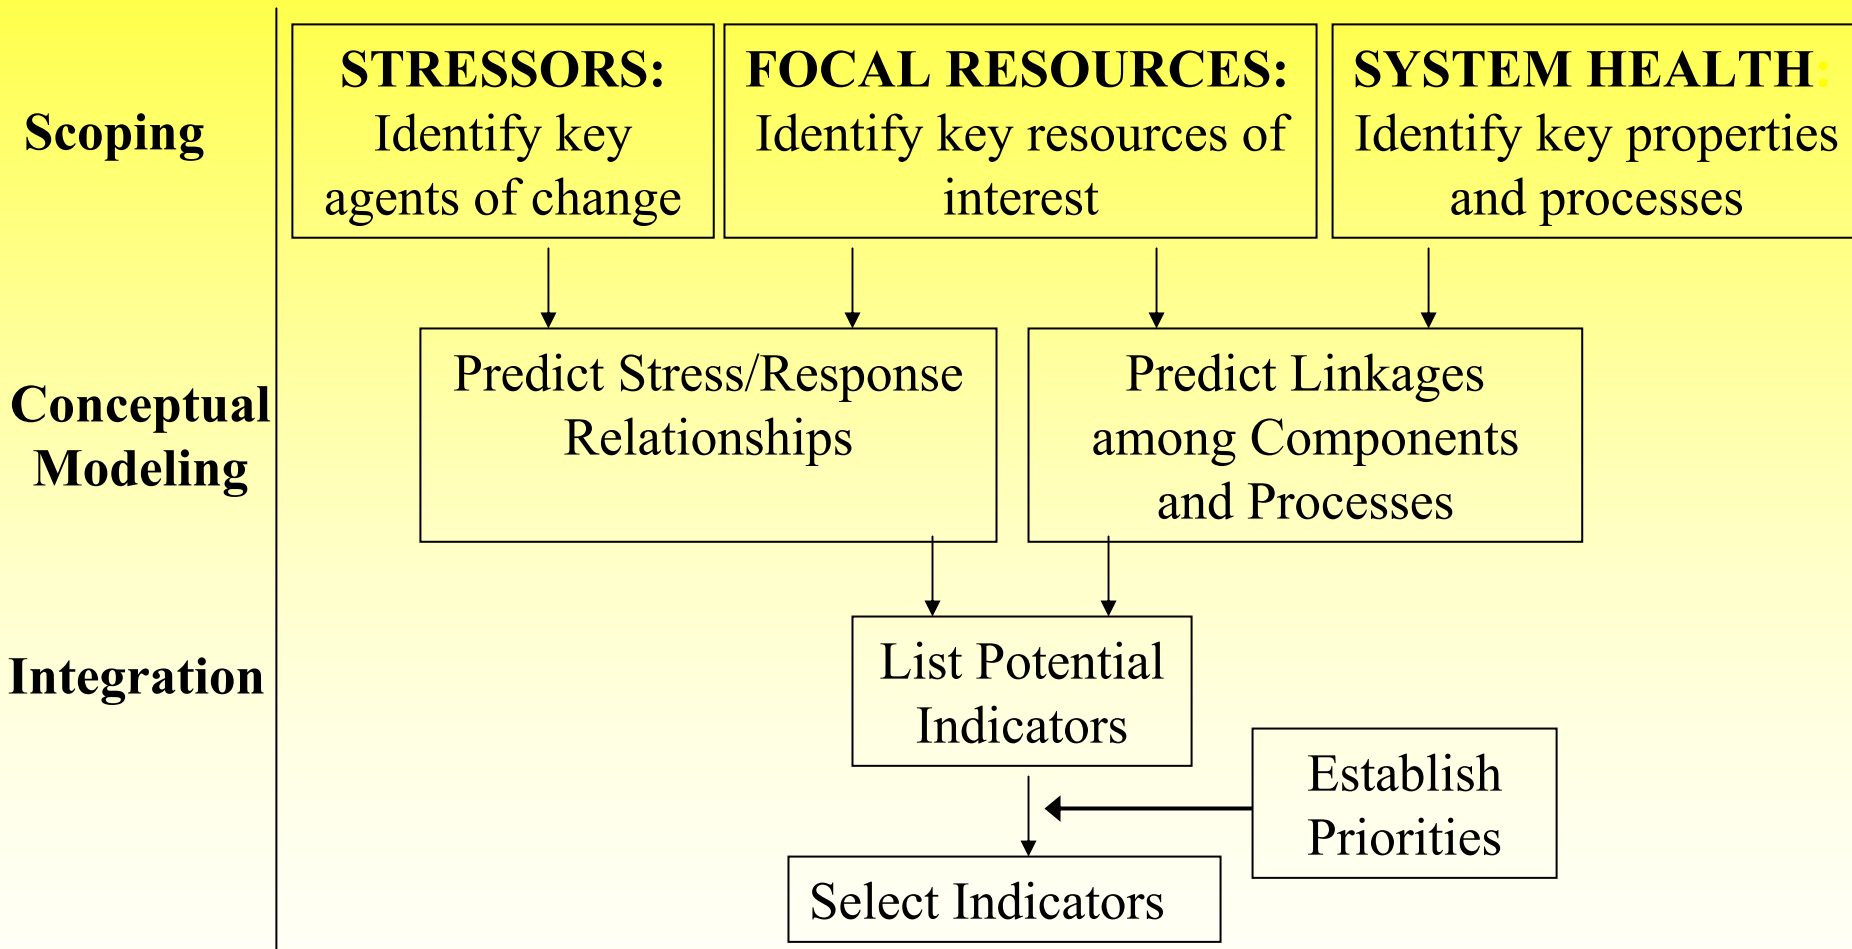 Scoping
STRESSORS:
Identify key
agents of change
FOCAL RESOURCES:
Identify key resources of
interest
SYSTEM HEALTH:
Identify key properties
and processes
Conceptual
Modeling
Predict Stress/Response
Relationships
Predict Linkages
among Components
and Processes
Integration
List Potential
Indicators
Establish
Priorities
Select Indicators